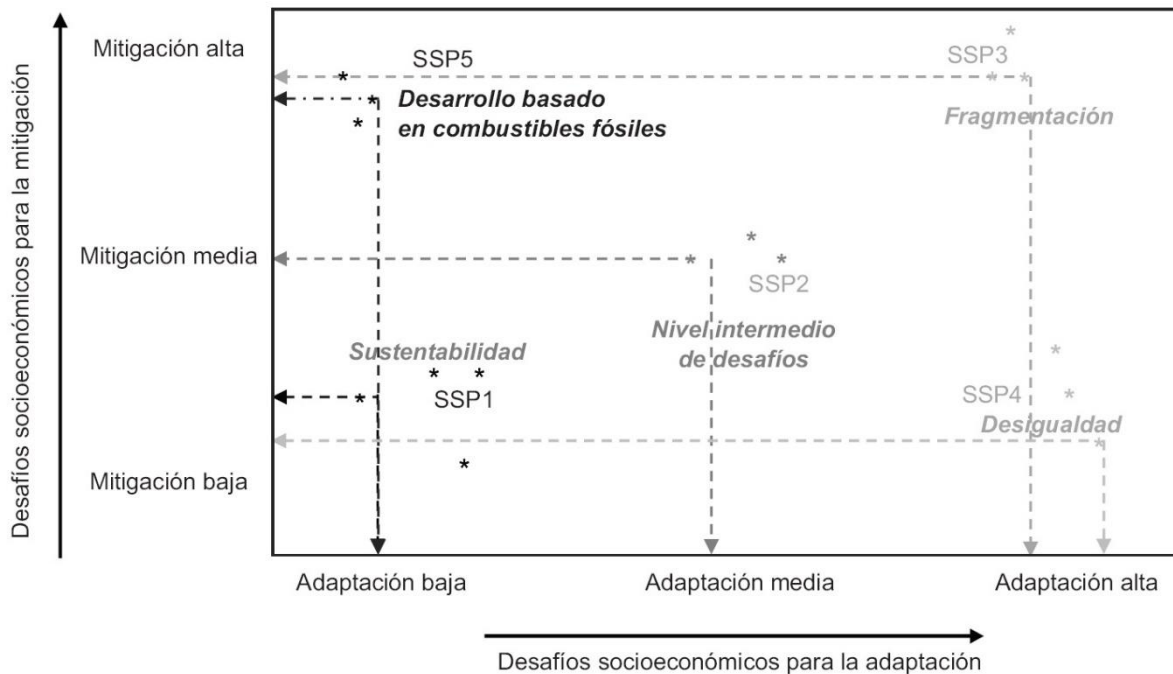 Desafíos socioeconómicos para la mitigación
Mitigación alta
Mitigación media
Mitigación baja
SSP5
Desarrollo basado
en combustibles fósiles
SSP3
Fragmentación
SSP2
Nivel intermedio
de desafíos
Sustentabilidad
SSP1
SSP4
Desigualdad
Adaptación baja
Adaptación media
Adaptación alta
Desafíos socioeconómicos para la adaptación